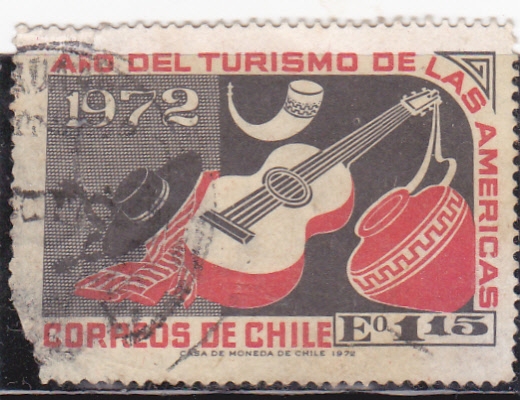 AÑO DEL TURISMO DE LAS AMERICAS
1972
CORREOS DE CHILE Eº.1,15
CASA DE MONEDA DE CHILE 1972